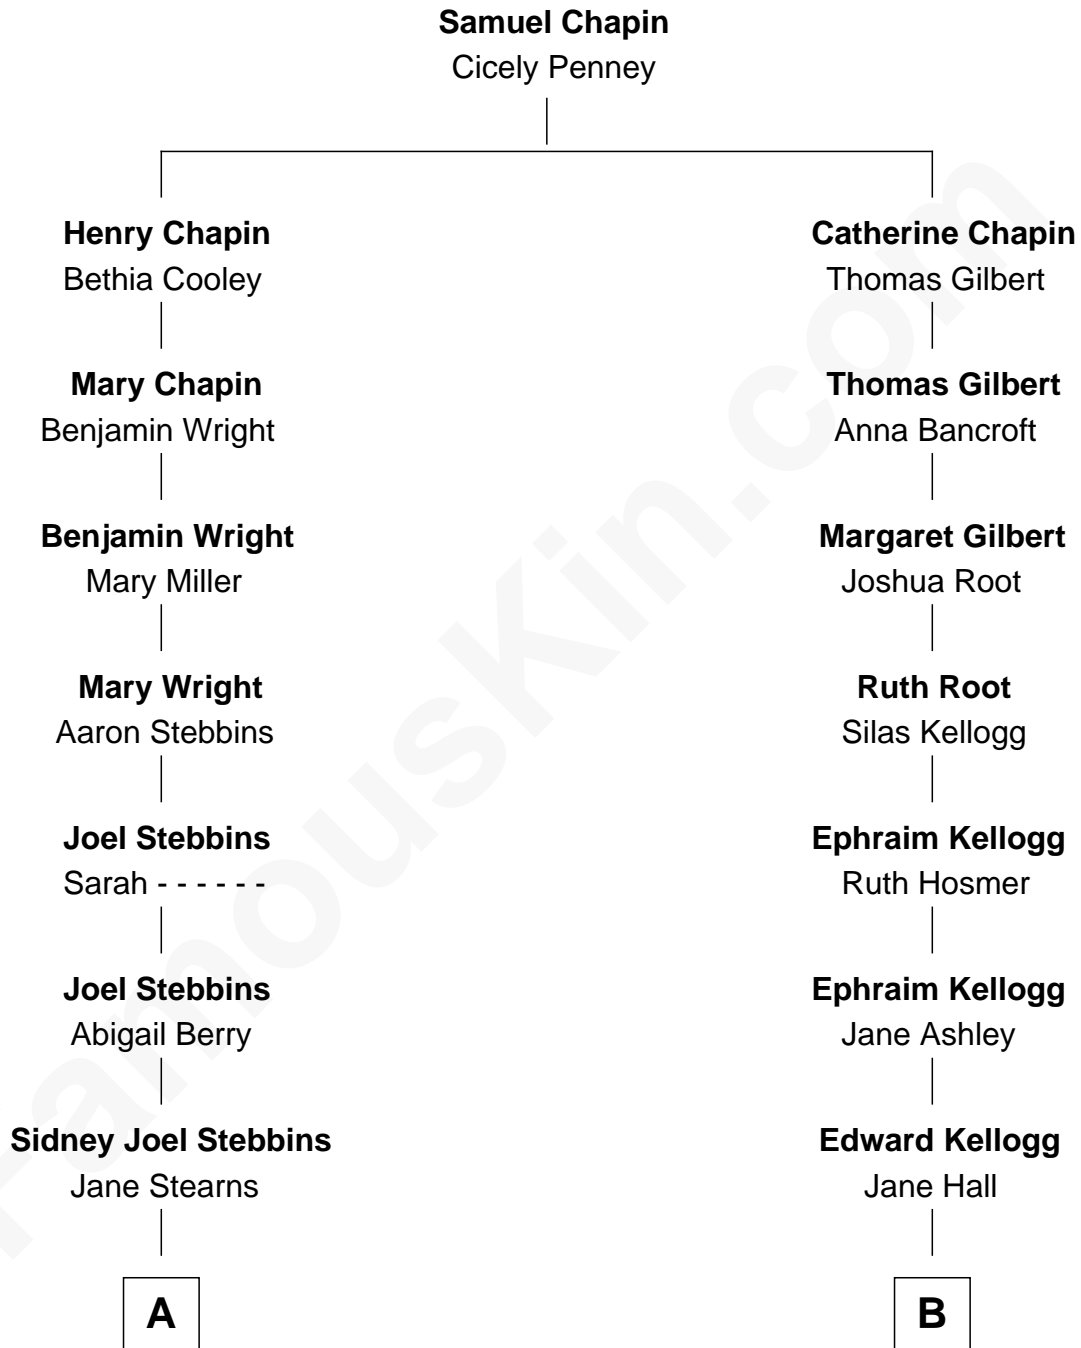 Samuel Chapin
Cicely Penney
Henry Chapin
Bethia Cooley
Catherine Chapin
Thomas Gilbert
Mary Chapin
Benjamin Wright
Thomas Gilbert
Anna Bancroft
Benjamin Wright
Mary Miller
Margaret Gilbert
Joshua Root
Mary Wright
Aaron Stebbins
Ruth Root
Silas Kellogg
Joel Stebbins
Sarah - - - - - -
Ephraim Kellogg
Ruth Hosmer
Joel Stebbins
Abigail Berry
Ephraim Kellogg
Jane Ashley
Sidney Joel Stebbins
Jane Stearns
Edward Kellogg
Jane Hall
A
B
FamousKin.com